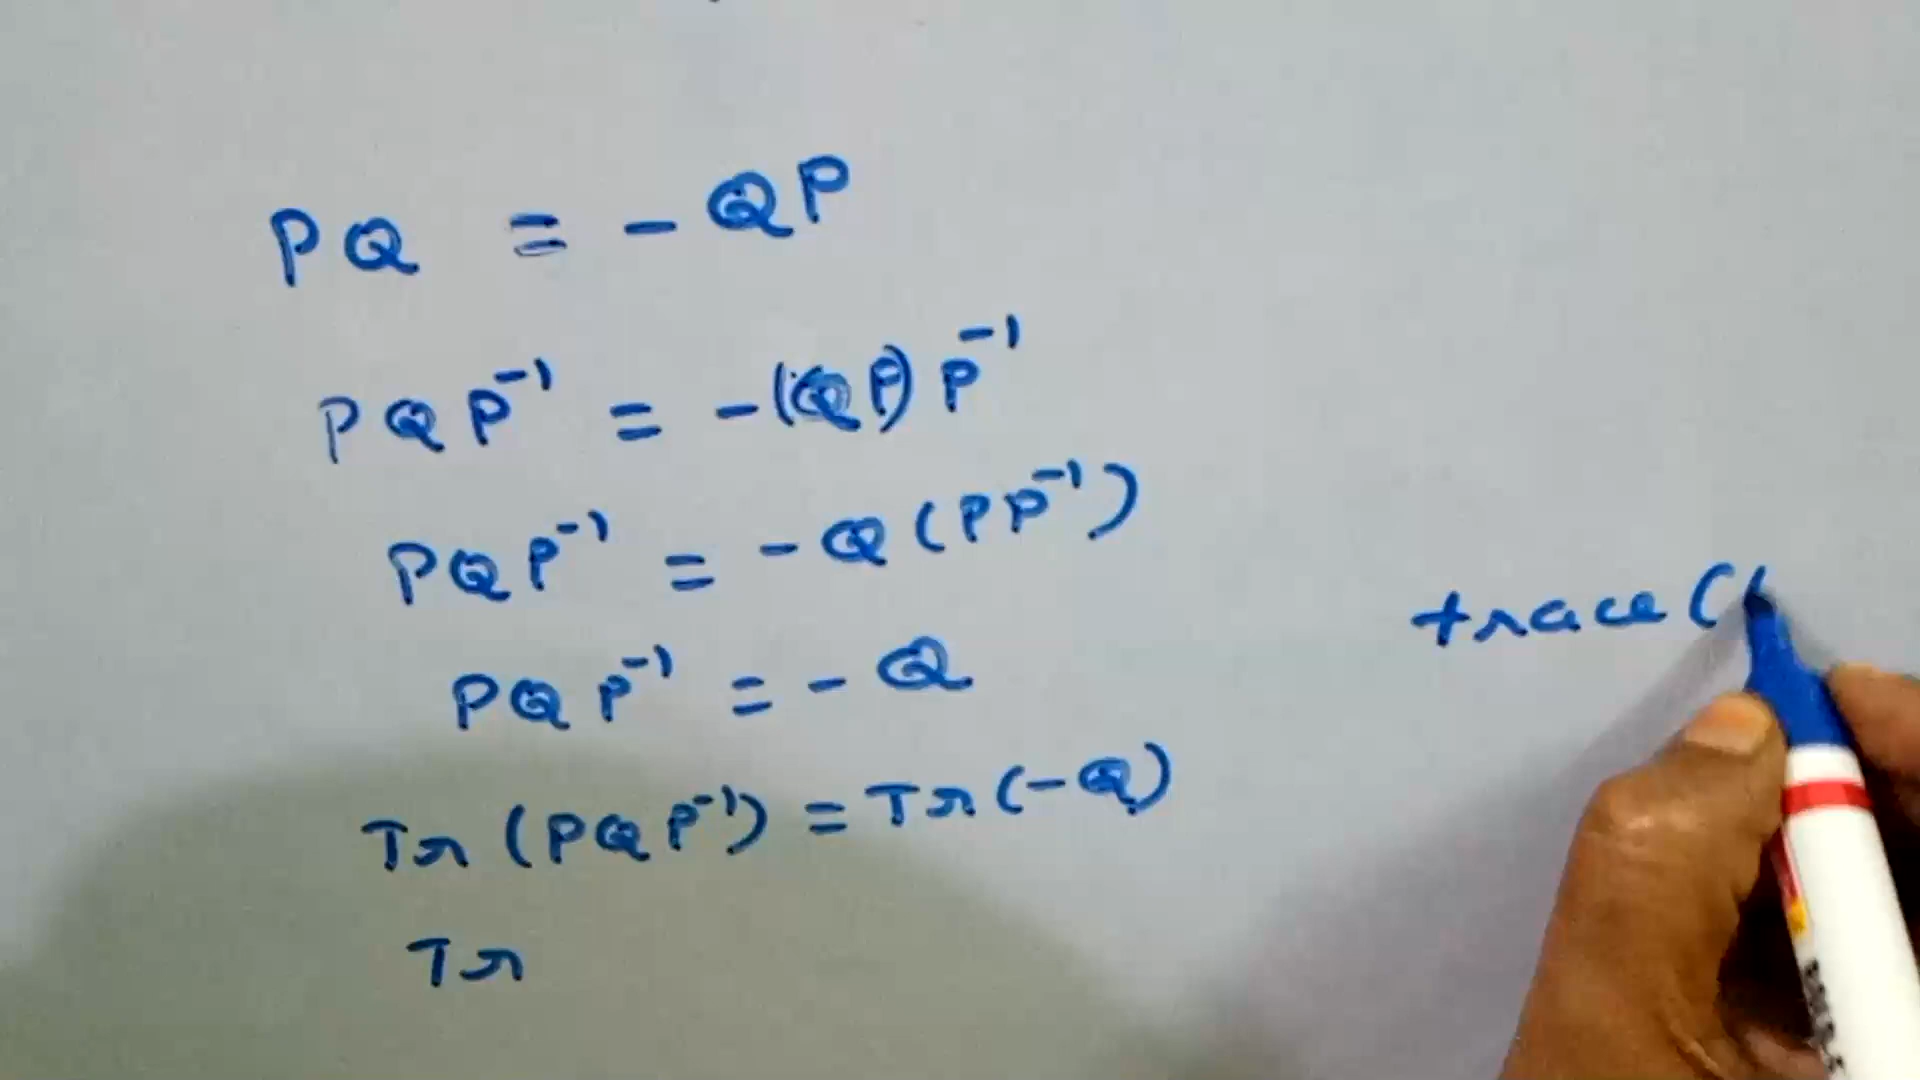 PQ = - QP
PQP⁻¹ = -(QP)P⁻¹
PQP⁻¹ = - Q(PP⁻¹)
PQP⁻¹ = - Q
Tr (PQP⁻¹) = Tr(-Q)
trace (
Tr